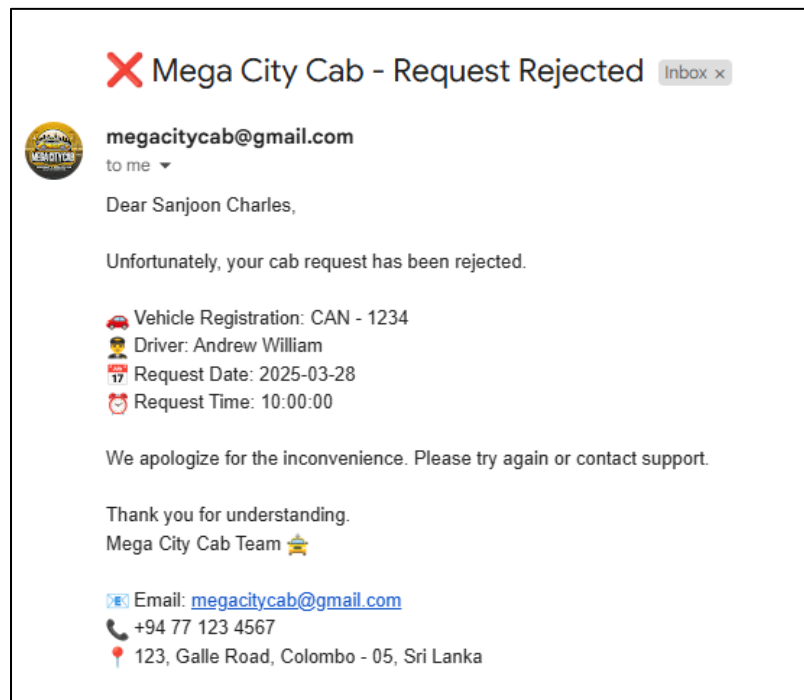 ❌ Mega City Cab - Request Rejected Inbox ×
MEGA CITY CAB
megacitycab@gmail.com
to me
Dear Sanjoon Charles,
Unfortunately, your cab request has been rejected.
🚗 Vehicle Registration: CAN - 1234
👨‍✈️ Driver: Andrew William
📅 Request Date: 2025-03-28
⏰ Request Time: 10:00:00
We apologize for the inconvenience. Please try again or contact support.
Thank you for understanding.
Mega City Cab Team 🚖
📧 Email: megacitycab@gmail.com
📞 +94 77 123 4567
📍 123, Galle Road, Colombo - 05, Sri Lanka